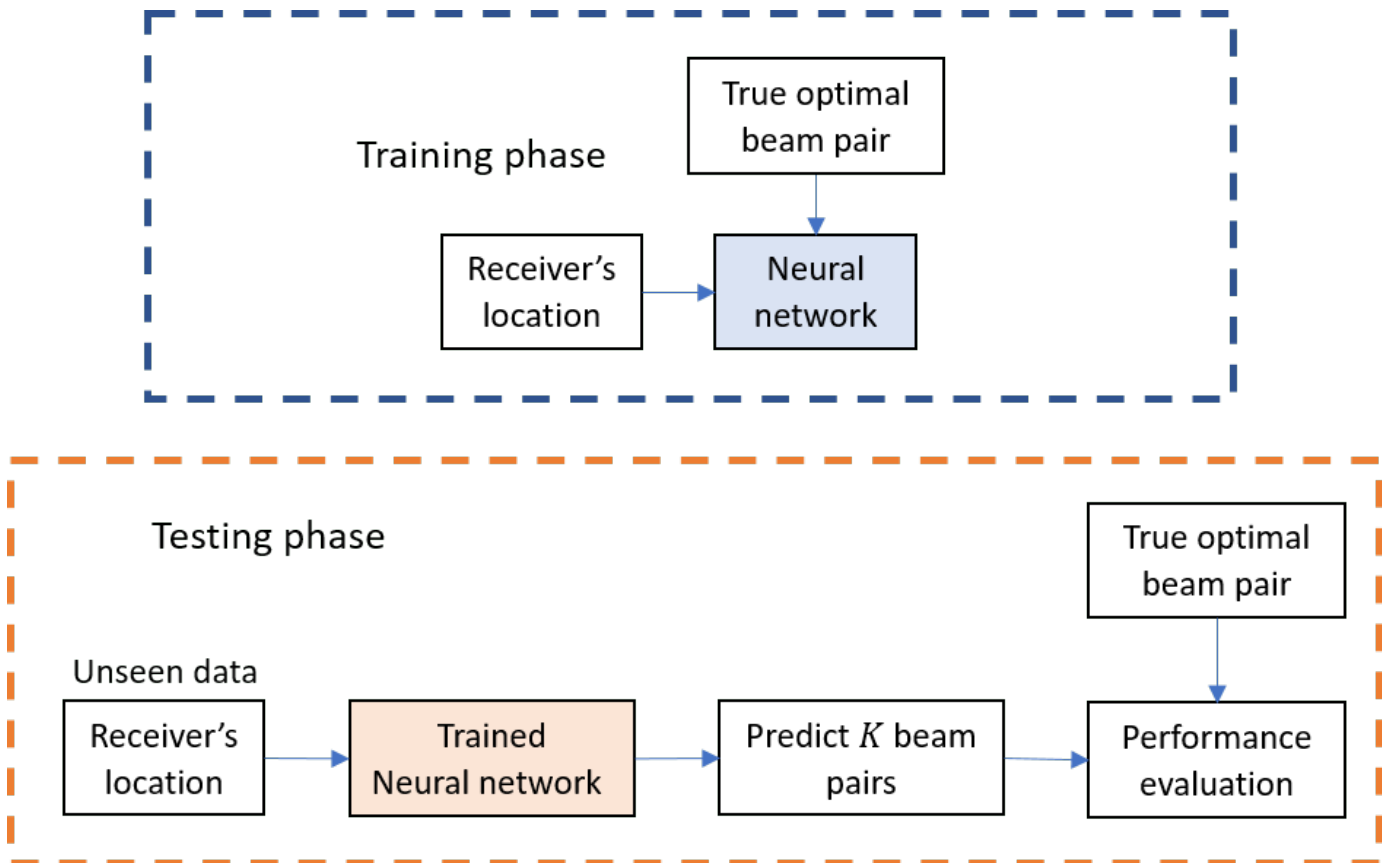 True optimal
beam pair
Training phase
Receiver's
location
Neural
network
Testing phase
True optimal
beam pair
Unseen data
Receiver's
location
Trained
Neural network
Predict K beam
pairs
Performance
evaluation